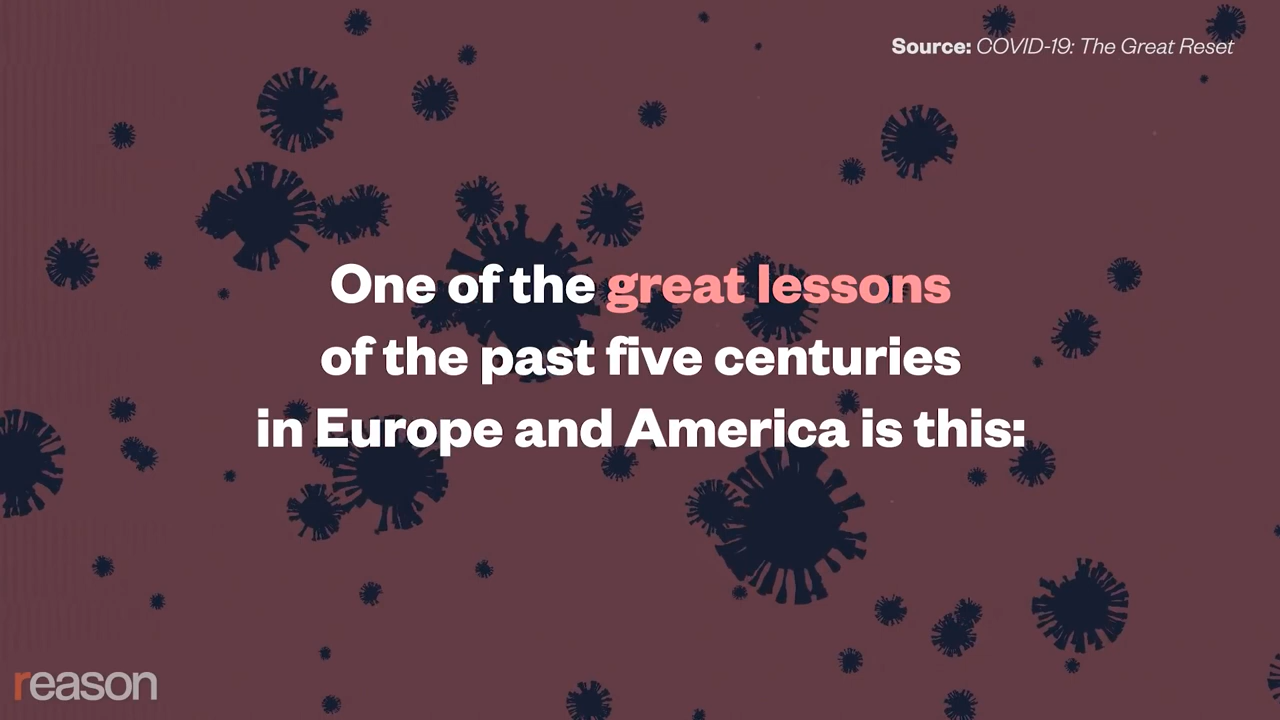 Source: COVID-19: The Great Reset
One of the great lessons
of the past five centuries
in Europe and America is this:
reason